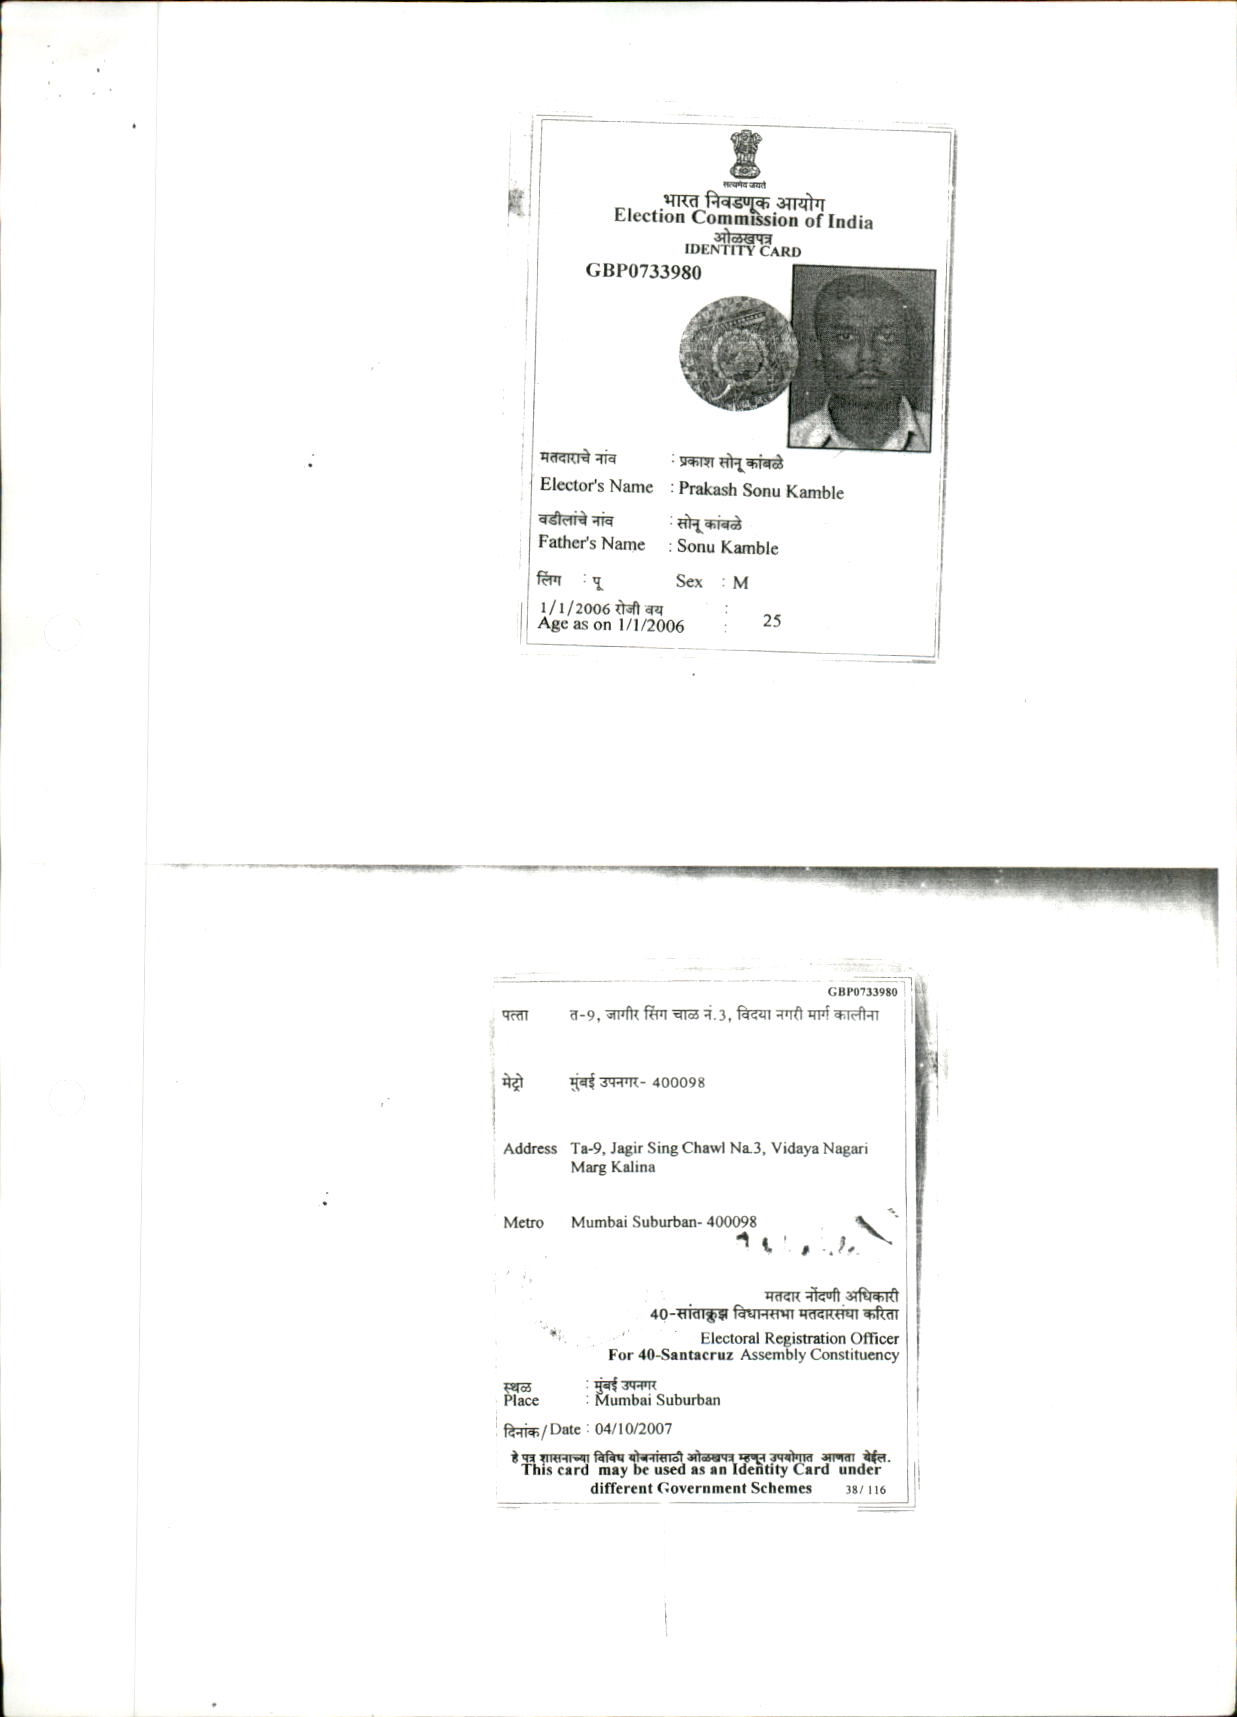 सत्यमेव जयते
भारत निवडणूक आयोग
Election Commission of India
ओळखपत्र
IDENTITY CARD
GBP0733980
मतदाराचे नांव : प्रकाश सोनू कांबळे
Elector's Name : Prakash Sonu Kamble
वडीलांचे नांव : सोनू कांबळे
Father's Name : Sonu Kamble
लिंग : पू Sex : M
1/1/2006 रोजी वय :
Age as on 1/1/2006 : 25
GBP0733980
पत्ता त-9, जागीर सिंग चाळ नं.3, विदया नगरी मार्ग कालीना
मेट्रो मुंबई उपनगर- 400098
Address Ta-9, Jagir Sing Chawl Na.3, Vidaya Nagari
Marg Kalina
Metro Mumbai Suburban- 400098
मतदार नोंदणी अधिकारी
40-सांताक्रुझ विधानसभा मतदारसंघा करिता
Electoral Registration Officer
For 40-Santacruz Assembly Constituency
स्थळ : मुंबई उपनगर
Place : Mumbai Suburban
दिनांक/Date : 04/10/2007
हे पत्र शासनाच्या विविध योजनांसाठी ओळखपत्र म्हणून उपयोगात आणता येईल.
This card may be used as an Identity Card under
different Government Schemes 38/ 116